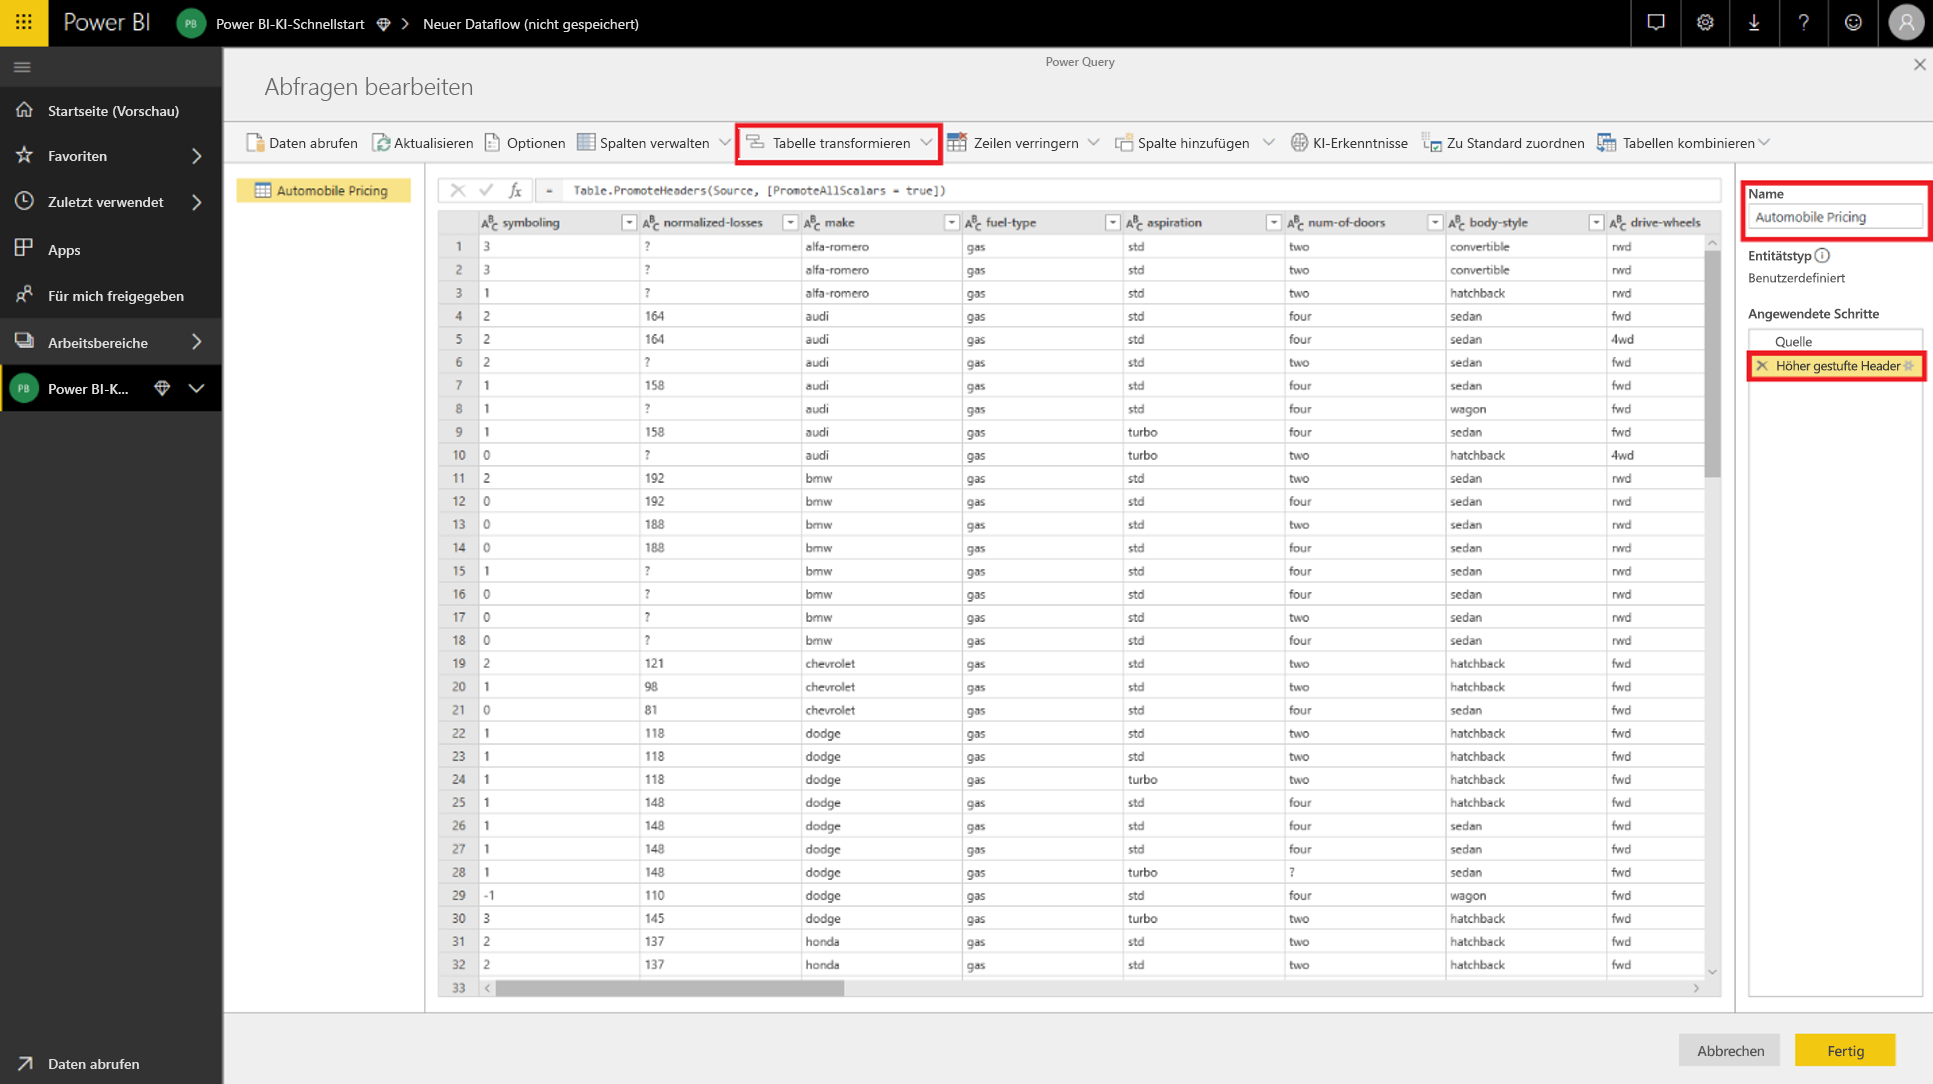 Power BI PB Power BI-KI-Schnellstart Neuer Dataflow (nicht gespeichert)
Power Query
Abfragen bearbeiten
Startseite (Vorschau)
Favoriten
Zuletzt verwendet
Apps
Für mich freigegeben
Arbeitsbereiche
PB Power BI-K...
Daten abrufen
Daten abrufen Aktualisieren Optionen Spalten verwalten Tabelle transformieren Zeilen verringern Spalte hinzufügen KI-Erkenntnisse Zu Standard zuordnen Tabellen kombinieren
Automobile Pricing
fx = Table.PromoteHeaders(Source, [PromoteAllScalars = true])
ABC symboling ABC normalized-losses ABC make ABC fuel-type ABC aspiration ABC num-of-doors ABC body-style ABC drive-wheels
1 3 ? alfa-romero gas std two convertible rwd
2 3 ? alfa-romero gas std two convertible rwd
3 1 ? alfa-romero gas std two hatchback rwd
4 2 164 audi gas std four sedan fwd
5 2 164 audi gas std four sedan 4wd
6 2 ? audi gas std two sedan fwd
7 1 158 audi gas std four sedan fwd
8 1 ? audi gas std four wagon fwd
9 1 158 audi gas turbo four sedan fwd
10 0 ? audi gas turbo two hatchback 4wd
11 2 192 bmw gas std two sedan rwd
12 0 192 bmw gas std four sedan rwd
13 0 188 bmw gas std two sedan rwd
14 0 188 bmw gas std four sedan rwd
15 1 ? bmw gas std four sedan rwd
16 0 ? bmw gas std four sedan rwd
17 0 ? bmw gas std two sedan rwd
18 0 ? bmw gas std four sedan rwd
19 2 121 chevrolet gas std two hatchback fwd
20 1 98 chevrolet gas std two hatchback fwd
21 0 81 chevrolet gas std four sedan fwd
22 1 118 dodge gas std two hatchback fwd
23 1 118 dodge gas std two hatchback fwd
24 1 118 dodge gas turbo two hatchback fwd
25 1 148 dodge gas std four hatchback fwd
26 1 148 dodge gas std four sedan fwd
27 1 148 dodge gas std four sedan fwd
28 1 148 dodge gas turbo ? sedan fwd
29 -1 110 dodge gas std four wagon fwd
30 3 145 dodge gas turbo two hatchback fwd
31 2 137 honda gas std two hatchback fwd
32 2 137 honda gas std two hatchback fwd
33
Name
Automobile Pricing
Entitätstyp
Benutzerdefiniert
Angewendete Schritte
Quelle
Höher gestufte Header
Abbrechen Fertig